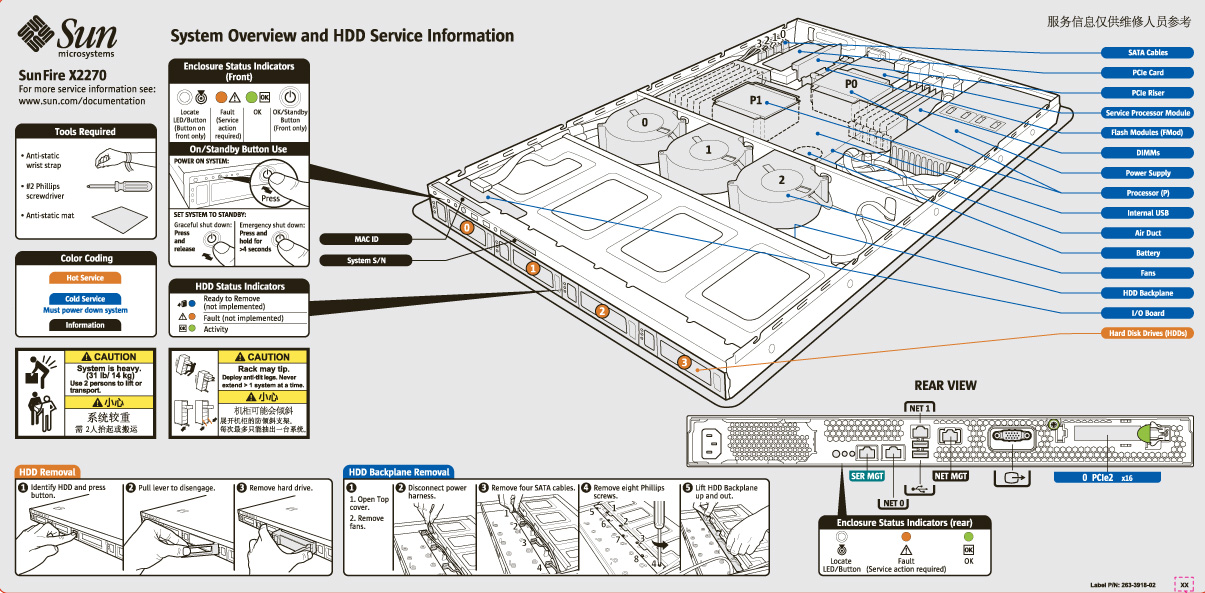 Sun
microsystems
System Overview and HDD Service Information
服务信息仅供维修人员参考
Sun Fire X2270
For more service information see:
www.sun.com/documentation
Tools Required
• Anti-static
wrist strap
• #2 Phillips
screwdriver
• Anti-static mat
Color Coding
Hot Service
Cold Service
Must power down system
Information
CAUTION
System is heavy.
(31 lb/ 14 kg)
Use 2 persons to lift or
transport.
小心
系统较重
需 2人抬起或搬运
Enclosure Status Indicators
(Front)
OK
Locate
LED/Button
(Button on
front only)
Fault
(Service
action
required)
OK
OK/Standby
Button
(Front only)
On/Standby Button Use
POWER ON SYSTEM:
Press
SET SYSTEM TO STANDBY:
Graceful shut down:
Press
and
release
Emergency shut down:
Press and
hold for
>4 seconds
HDD Status Indicators
Ready to Remove
(not implemented)
Fault (not implemented)
OK Activity
CAUTION
Rack may tip.
Deploy anti-tilt legs. Never
extend > 1 system at a time.
小心
机柜可能会倾斜
展开机柜的防倾斜支架。
每次最多只能抽出一台系统。
MAC ID
System S/N
3-2-1-0
P1
P0
0
1
2
0
1
2
3
SATA Cables
PCIe Card
PCIe Riser
Service Processor Module
Flash Modules (FMod)
DIMMs
Power Supply
Processor (P)
Internal USB
Air Duct
Battery
Fans
HDD Backplane
I/O Board
Hard Disk Drives (HDDs)
REAR VIEW
NET 1
SER MGT
NET 0
NET MGT
0 PCIe2 x16
Enclosure Status Indicators (rear)
OK
Locate
LED/Button
Fault
(Service action required)
OK
HDD Removal
1 Identify HDD and press
button.
2 Pull lever to disengage.
3 Remove hard drive.
HDD Backplane Removal
1
1. Open Top
cover.
2. Remove
fans.
2 Disconnect power
harness.
3 Remove four SATA cables.
1
2
3
4
4 Remove eight Phillips
screws.
5
1
6
2
7
3
8
4
5 Lift HDD Backplane
up and out.
Label P/N: 263-3918-02
XX